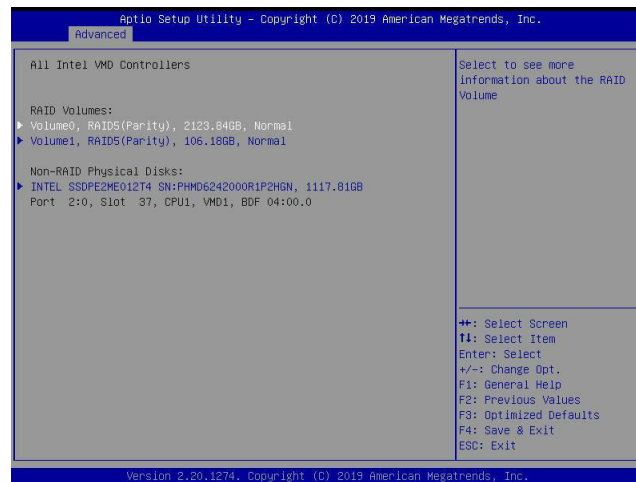 Aptio Setup Utility – Copyright (C) 2019 American Megatrends, Inc.
Advanced
All Intel VMD Controllers
RAID Volumes:
Volume0, RAID5(Parity), 2123.84GB, Normal
Volume1, RAID5(Parity), 106.18GB, Normal
Non-RAID Physical Disks:
INTEL SSDPE2ME012T4 SN:PHMD6242000R1P2HGN, 1117.81GB
Port 2:0, Slot 37, CPU1, VMD1, BDF 04:00.0
Select to see more
information about the RAID
Volume
→←: Select Screen
↑↓: Select Item
Enter: Select
+/-: Change Opt.
F1: General Help
F2: Previous Values
F3: Optimized Defaults
F4: Save & Exit
ESC: Exit
Version 2.20.1274. Copyright (C) 2019 American Megatrends, Inc.